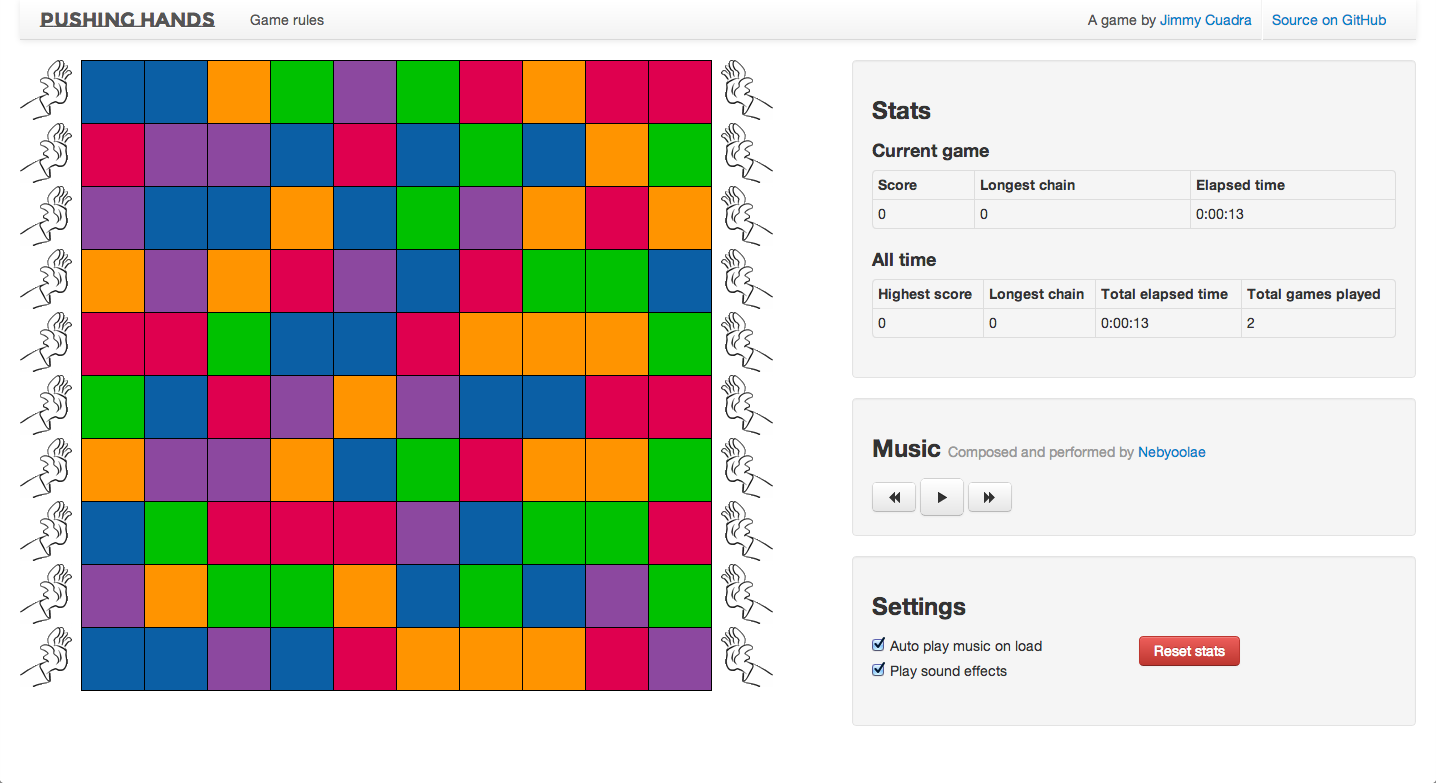 PUSHING HANDS Game rules A game by Jimmy Cuadra Source on GitHub
Stats
Current game
Score Longest chain Elapsed time
0 0 0:00:13
All time
Highest score Longest chain Total elapsed time Total games played
0 0 0:00:13 2
Music Composed and performed by Nebyoolae
Settings
Auto play music on load Reset stats
Play sound effects